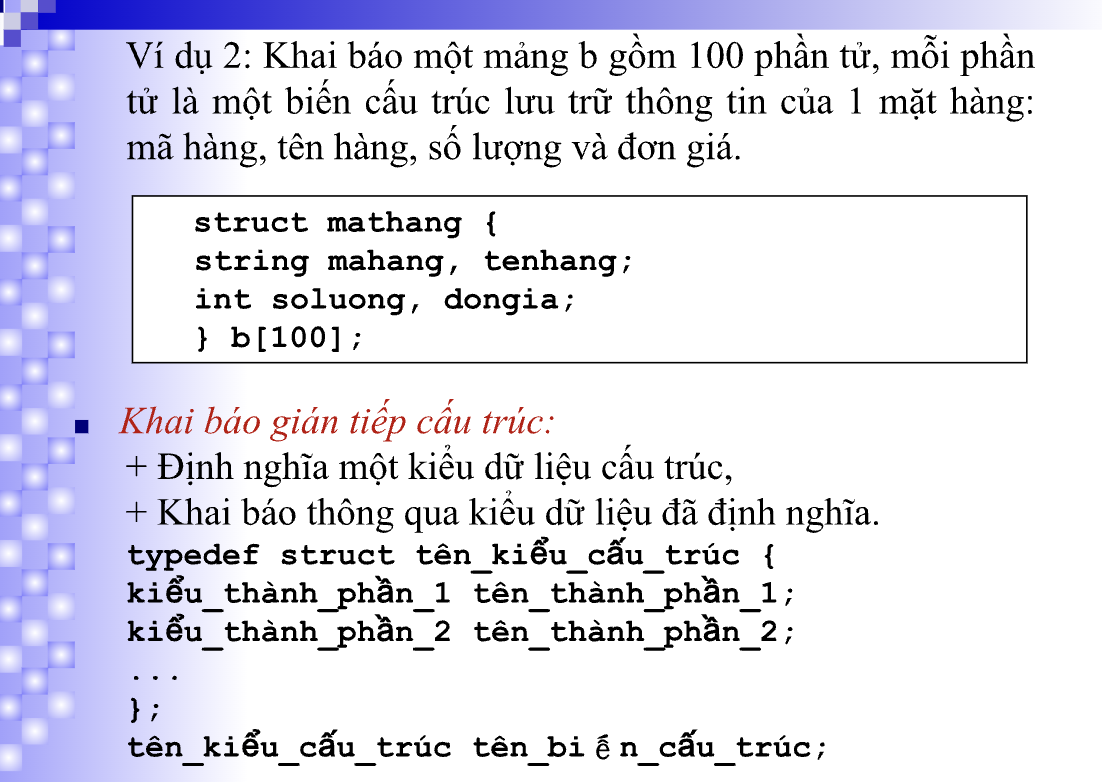 Ví dụ 2: Khai báo một mảng b gồm 100 phần tử, mỗi phần
tử là một biến cấu trúc lưu trữ thông tin của 1 mặt hàng:
mã hàng, tên hàng, số lượng và đơn giá.
struct mathang {
string mahang, tenhang;
int soluong, dongia;
} b[100];
Khai báo gián tiếp cấu trúc:
+ Định nghĩa một kiểu dữ liệu cấu trúc,
+ Khai báo thông qua kiểu dữ liệu đã định nghĩa.
typedef struct tên_kiểu_cấu_trúc {
kiểu_thành_phần_1 tên_thành_phần_1;
kiểu_thành_phần_2 tên_thành_phần_2;
...
};
tên_kiểu_cấu_trúc tên_biến_cấu_trúc;